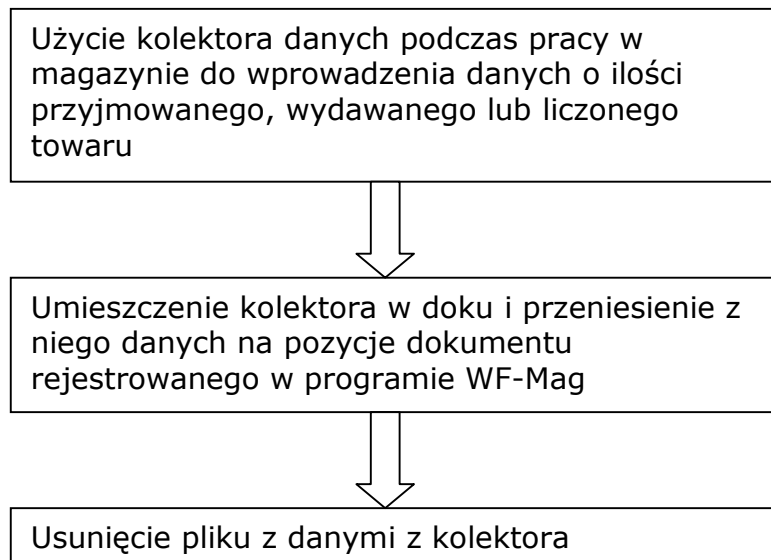 Użycie kolektora danych podczas pracy w
magazynie do wprowadzenia danych o ilości
przyjmowanego, wydawanego lub liczonego
towaru
Umieszczenie kolektora w doku i przeniesienie z
niego danych na pozycje dokumentu
rejestrowanego w programie WF-Mag
Usunięcie pliku z danymi z kolektora